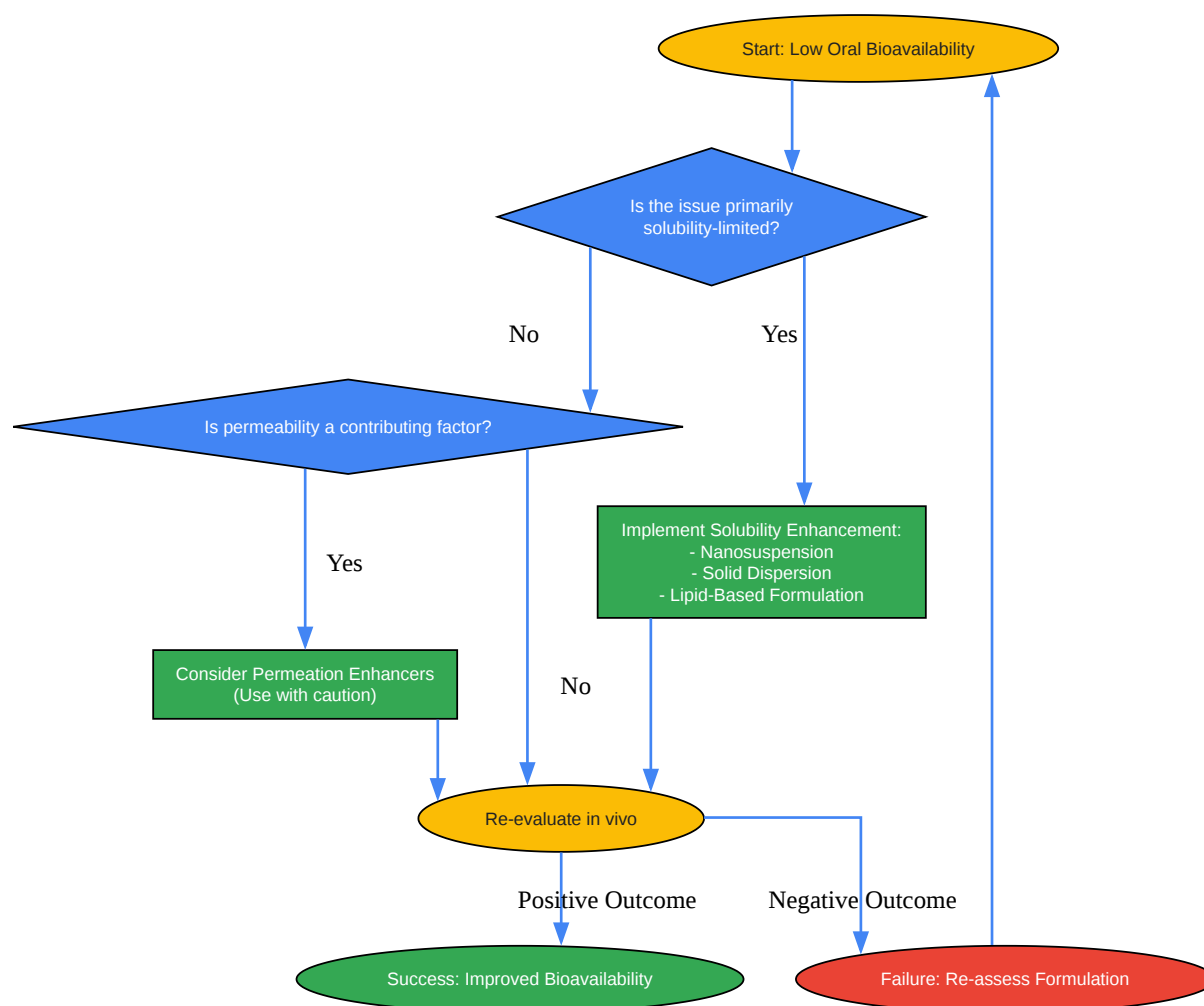 Start: Low Oral Bioavailability
Is the issue primarily
solubility-limited?
No
Yes
Is permeability a contributing factor?
Implement Solubility Enhancement:
- Nanosuspension
- Solid Dispersion
- Lipid-Based Formulation
Yes
Consider Permeation Enhancers
(Use with caution)
No
Re-evaluate in vivo
Positive Outcome
Negative Outcome
Success: Improved Bioavailability
Failure: Re-assess Formulation